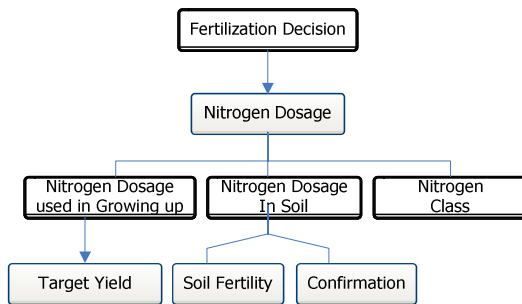 Fertilization Decision
Nitrogen Dosage
Nitrogen Dosage
used in Growing up
Nitrogen Dosage
In Soil
Nitrogen
Class
Target Yield
Soil Fertility
Confirmation